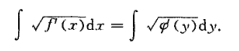 ∫ √f'(x)dx = ∫ √φ(y)dy.